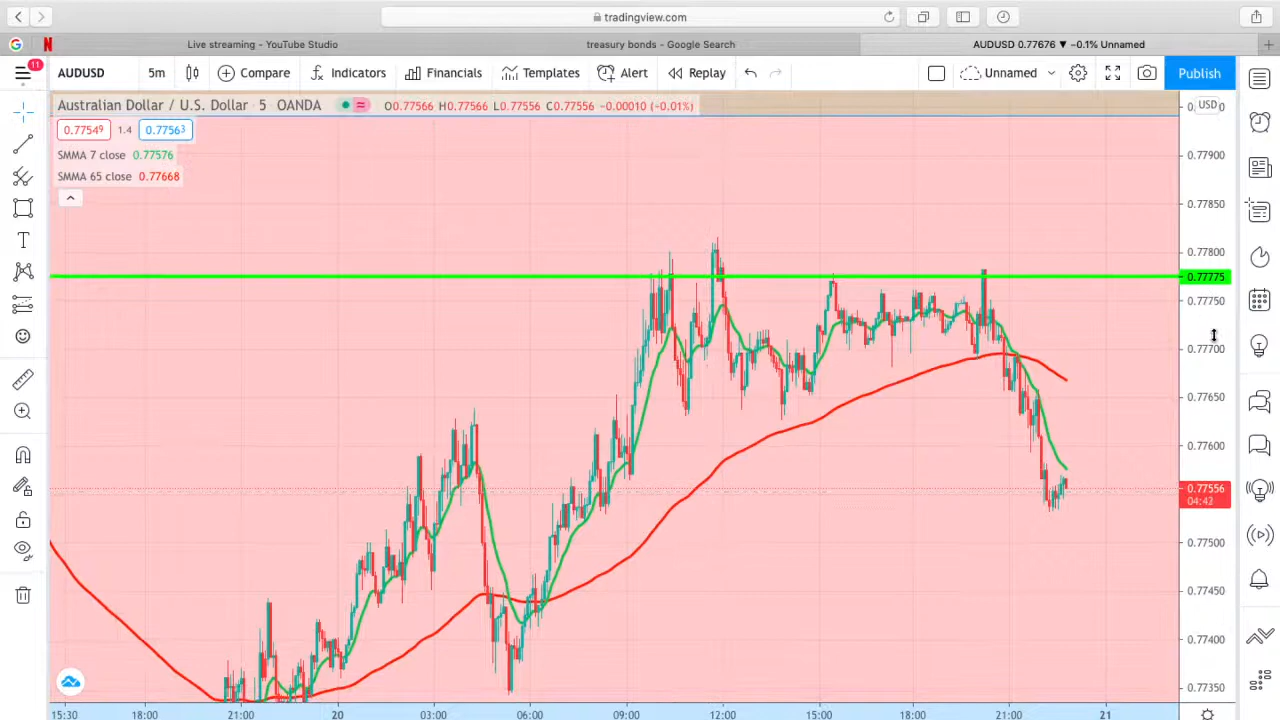 tradingview.com
Live streaming - YouTube Studio
treasury bonds - Google Search
AUDUSD 0.77676 ▼ −0.1% Unnamed
11
AUDUSD 5m Compare Indicators Financials Templates Alert Replay Unnamed Publish
Australian Dollar / U.S. Dollar · 5 · OANDA O0.77566 H0.77566 L0.77556 C0.77556 −0.00010 (−0.01%)
USD
0.77549 1.4 0.77563
SMMA 7 close 0.77576
SMMA 65 close 0.77668
0.77900
0.77850
0.77800
0.77775
0.77750
0.77700
0.77650
0.77600
0.77556
04:42
0.77500
0.77450
0.77400
0.77350
15:30 18:00 21:00 20 03:00 06:00 09:00 12:00 15:00 18:00 21:00 21